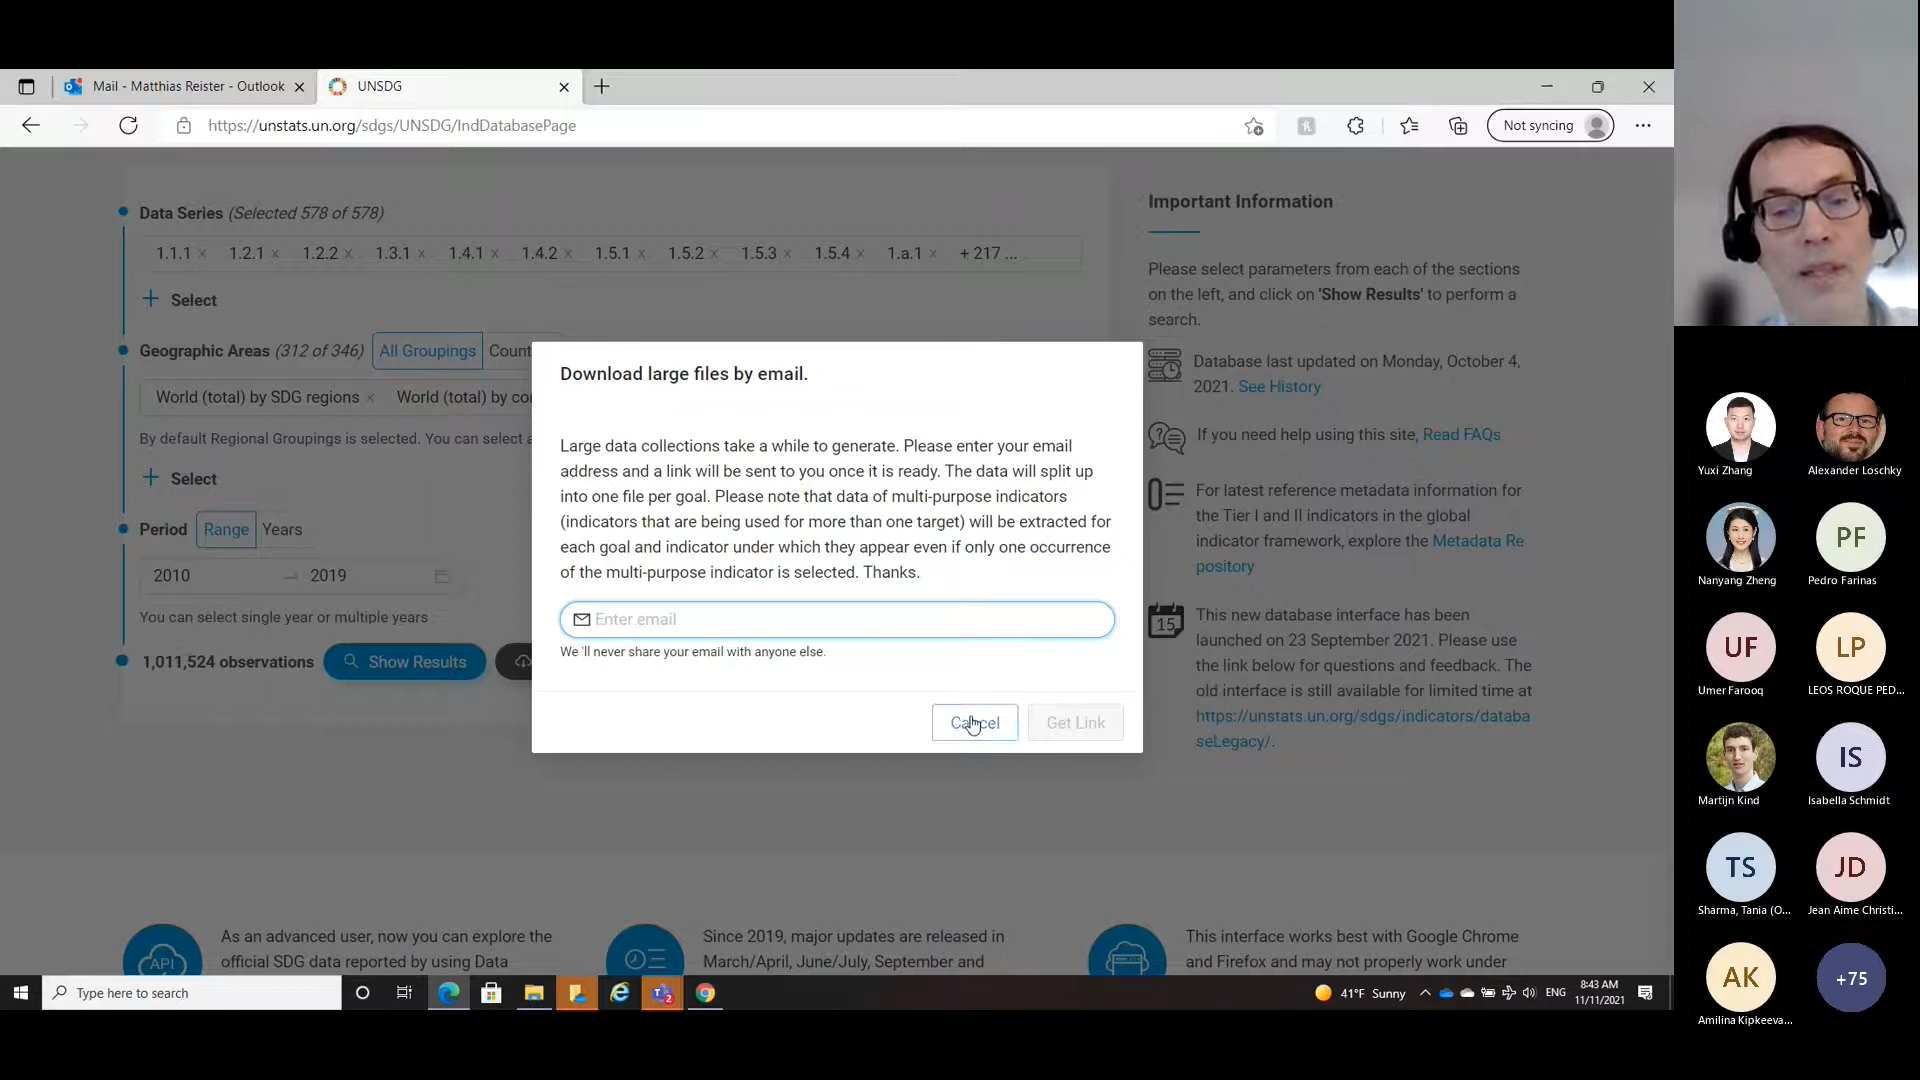 Mail - Matthias Reister - Outlook
UNSDG
https://unstats.un.org/sdgs/UNSDG/IndDatabasePage
Not syncing
Data Series (Selected 578 of 578)
1.1.1 × 1.2.1 × 1.2.2 × 1.3.1 × 1.4.1 × 1.4.2 × 1.5.1 × 1.5.2 × 1.5.3 × 1.5.4 × 1.a.1 × + 217 ...
Select
Geographic Areas (312 of 346) All Groupings Count
World (total) by SDG regions × World (total) by co
By default Regional Groupings is selected. You can select a
Select
Period Range Years
2010 → 2019
You can select single year or multiple years
1,011,524 observations Show Results
Download large files by email.
Large data collections take a while to generate. Please enter your email
address and a link will be sent to you once it is ready. The data will split up
into one file per goal. Please note that data of multi-purpose indicators
(indicators that are being used for more than one target) will be extracted for
each goal and indicator under which they appear even if only one occurrence
of the multi-purpose indicator is selected. Thanks.
Enter email
We 'll never share your email with anyone else.
Cancel Get Link
Important Information
Please select parameters from each of the sections
on the left, and click on 'Show Results' to perform a
search.
Database last updated on Monday, October 4,
2021. See History
If you need help using this site, Read FAQs
For latest reference metadata information for
the Tier I and II indicators in the global
indicator framework, explore the Metadata Re
pository
15
This new database interface has been
launched on 23 September 2021. Please use
the link below for questions and feedback. The
old interface is still available for limited time at
https://unstats.un.org/sdgs/indicators/databa
seLegacy/.
API
As an advanced user, now you can explore the
official SDG data reported by using Data
Since 2019, major updates are released in
March/April, June/July, September and
This interface works best with Google Chrome
and Firefox and may not properly work under
Type here to search
2
41°F Sunny
ENG
8:43 AM
11/11/2021
Yuxi Zhang
Alexander Loschky
Nanyang Zheng
PF
Pedro Farinas
UF
Umer Farooq
LP
LEOS ROQUE PED...
Martijn Kind
IS
Isabella Schmidt
TS
Sharma, Tania (O...
JD
Jean Aime Christi...
AK
Amilina Kipkeeva...
+75